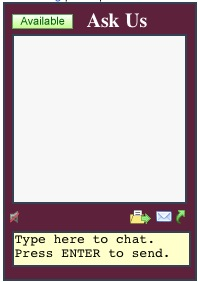 Available
Ask Us
Type here to chat.
Press ENTER to send.